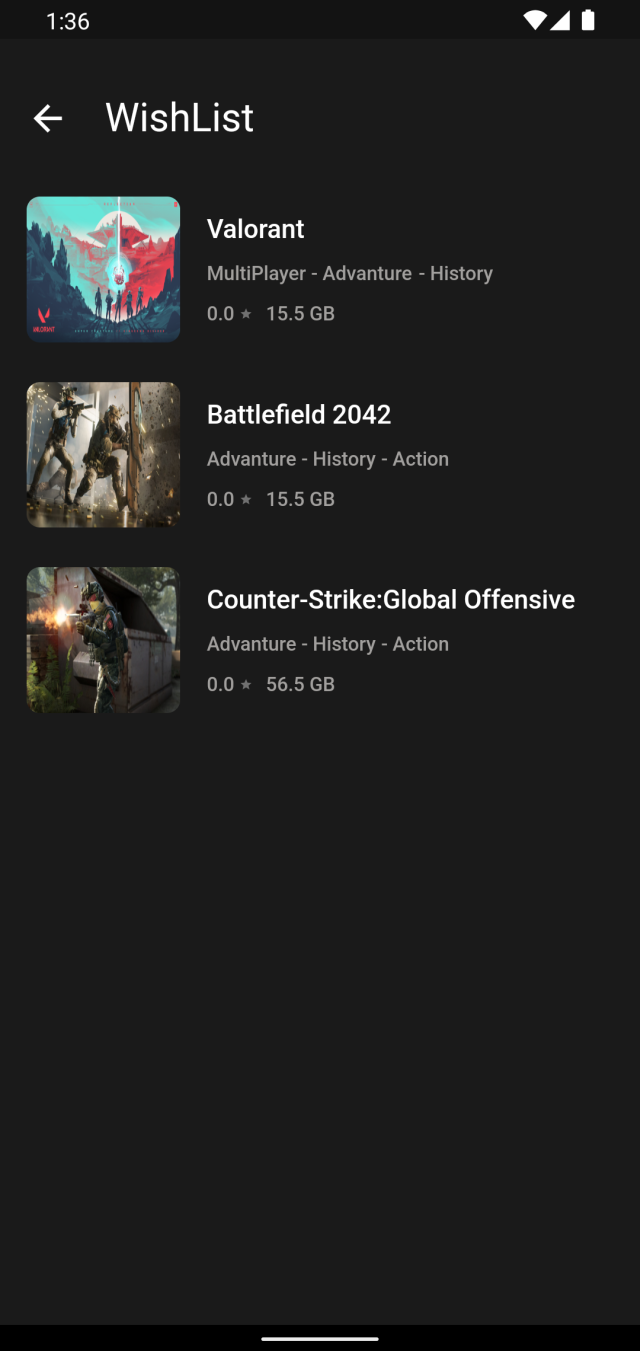 1:36
WishList
VALORANT
Valorant
MultiPlayer - Advanture - History
0.0 ★ 15.5 GB
Battlefield 2042
Advanture - History - Action
0.0 ★ 15.5 GB
Counter-Strike:Global Offensive
Advanture - History - Action
0.0 ★ 56.5 GB